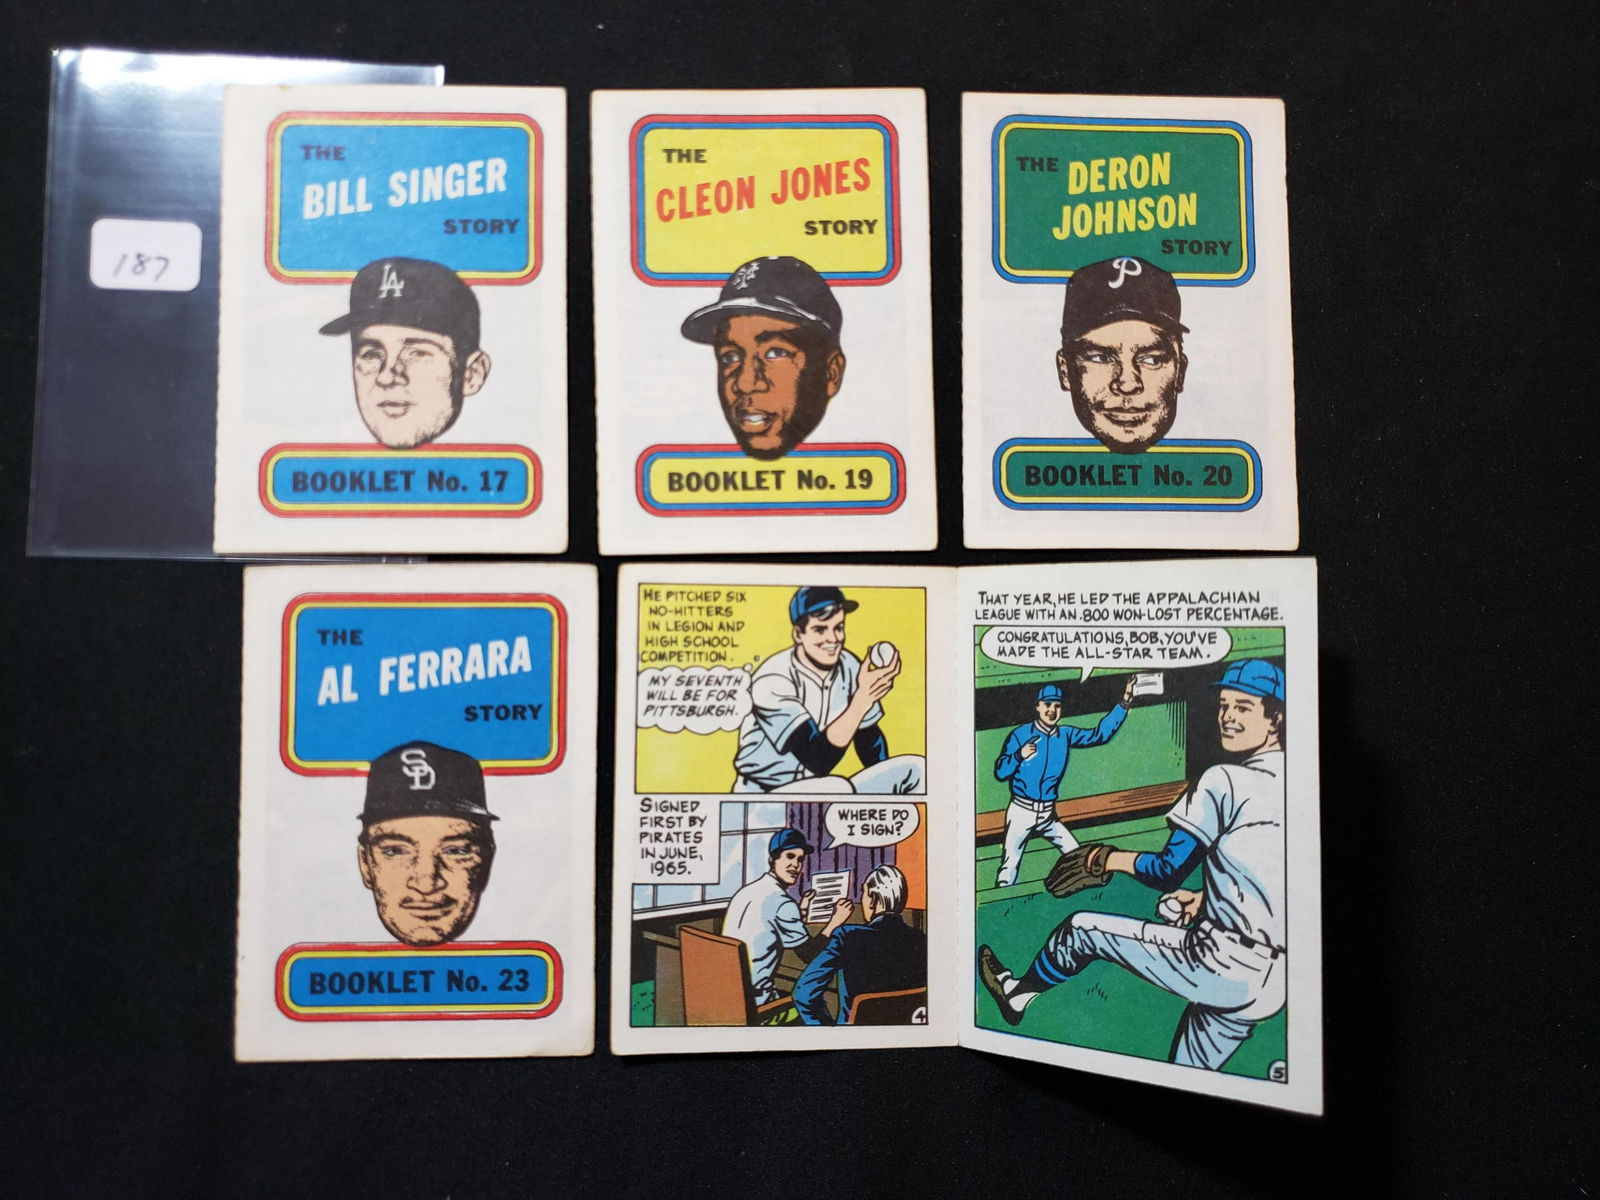 187
THE
BILL SINGER
STORY
LA
BOOKLET No. 17
THE
CLEON JONES
STORY
NY
BOOKLET No. 19
THE
DERON
JOHNSON
STORY
P
BOOKLET No. 20
THE
AL FERRARA
STORY
SD
BOOKLET No. 23
HE PITCHED SIX
NO-HITTERS
IN LEGION AND
HIGH SCHOOL
COMPETITION.
MY SEVENTH
WILL BE FOR
PITTSBURGH.
SIGNED
FIRST BY
PIRATES
IN JUNE,
1965.
WHERE DO
I SIGN?
4
THAT YEAR, HE LED THE APPALACHIAN
LEAGUE WITH AN .800 WON-LOST PERCENTAGE.
CONGRATULATIONS, BOB, YOU'VE
MADE THE ALL-STAR TEAM.
5